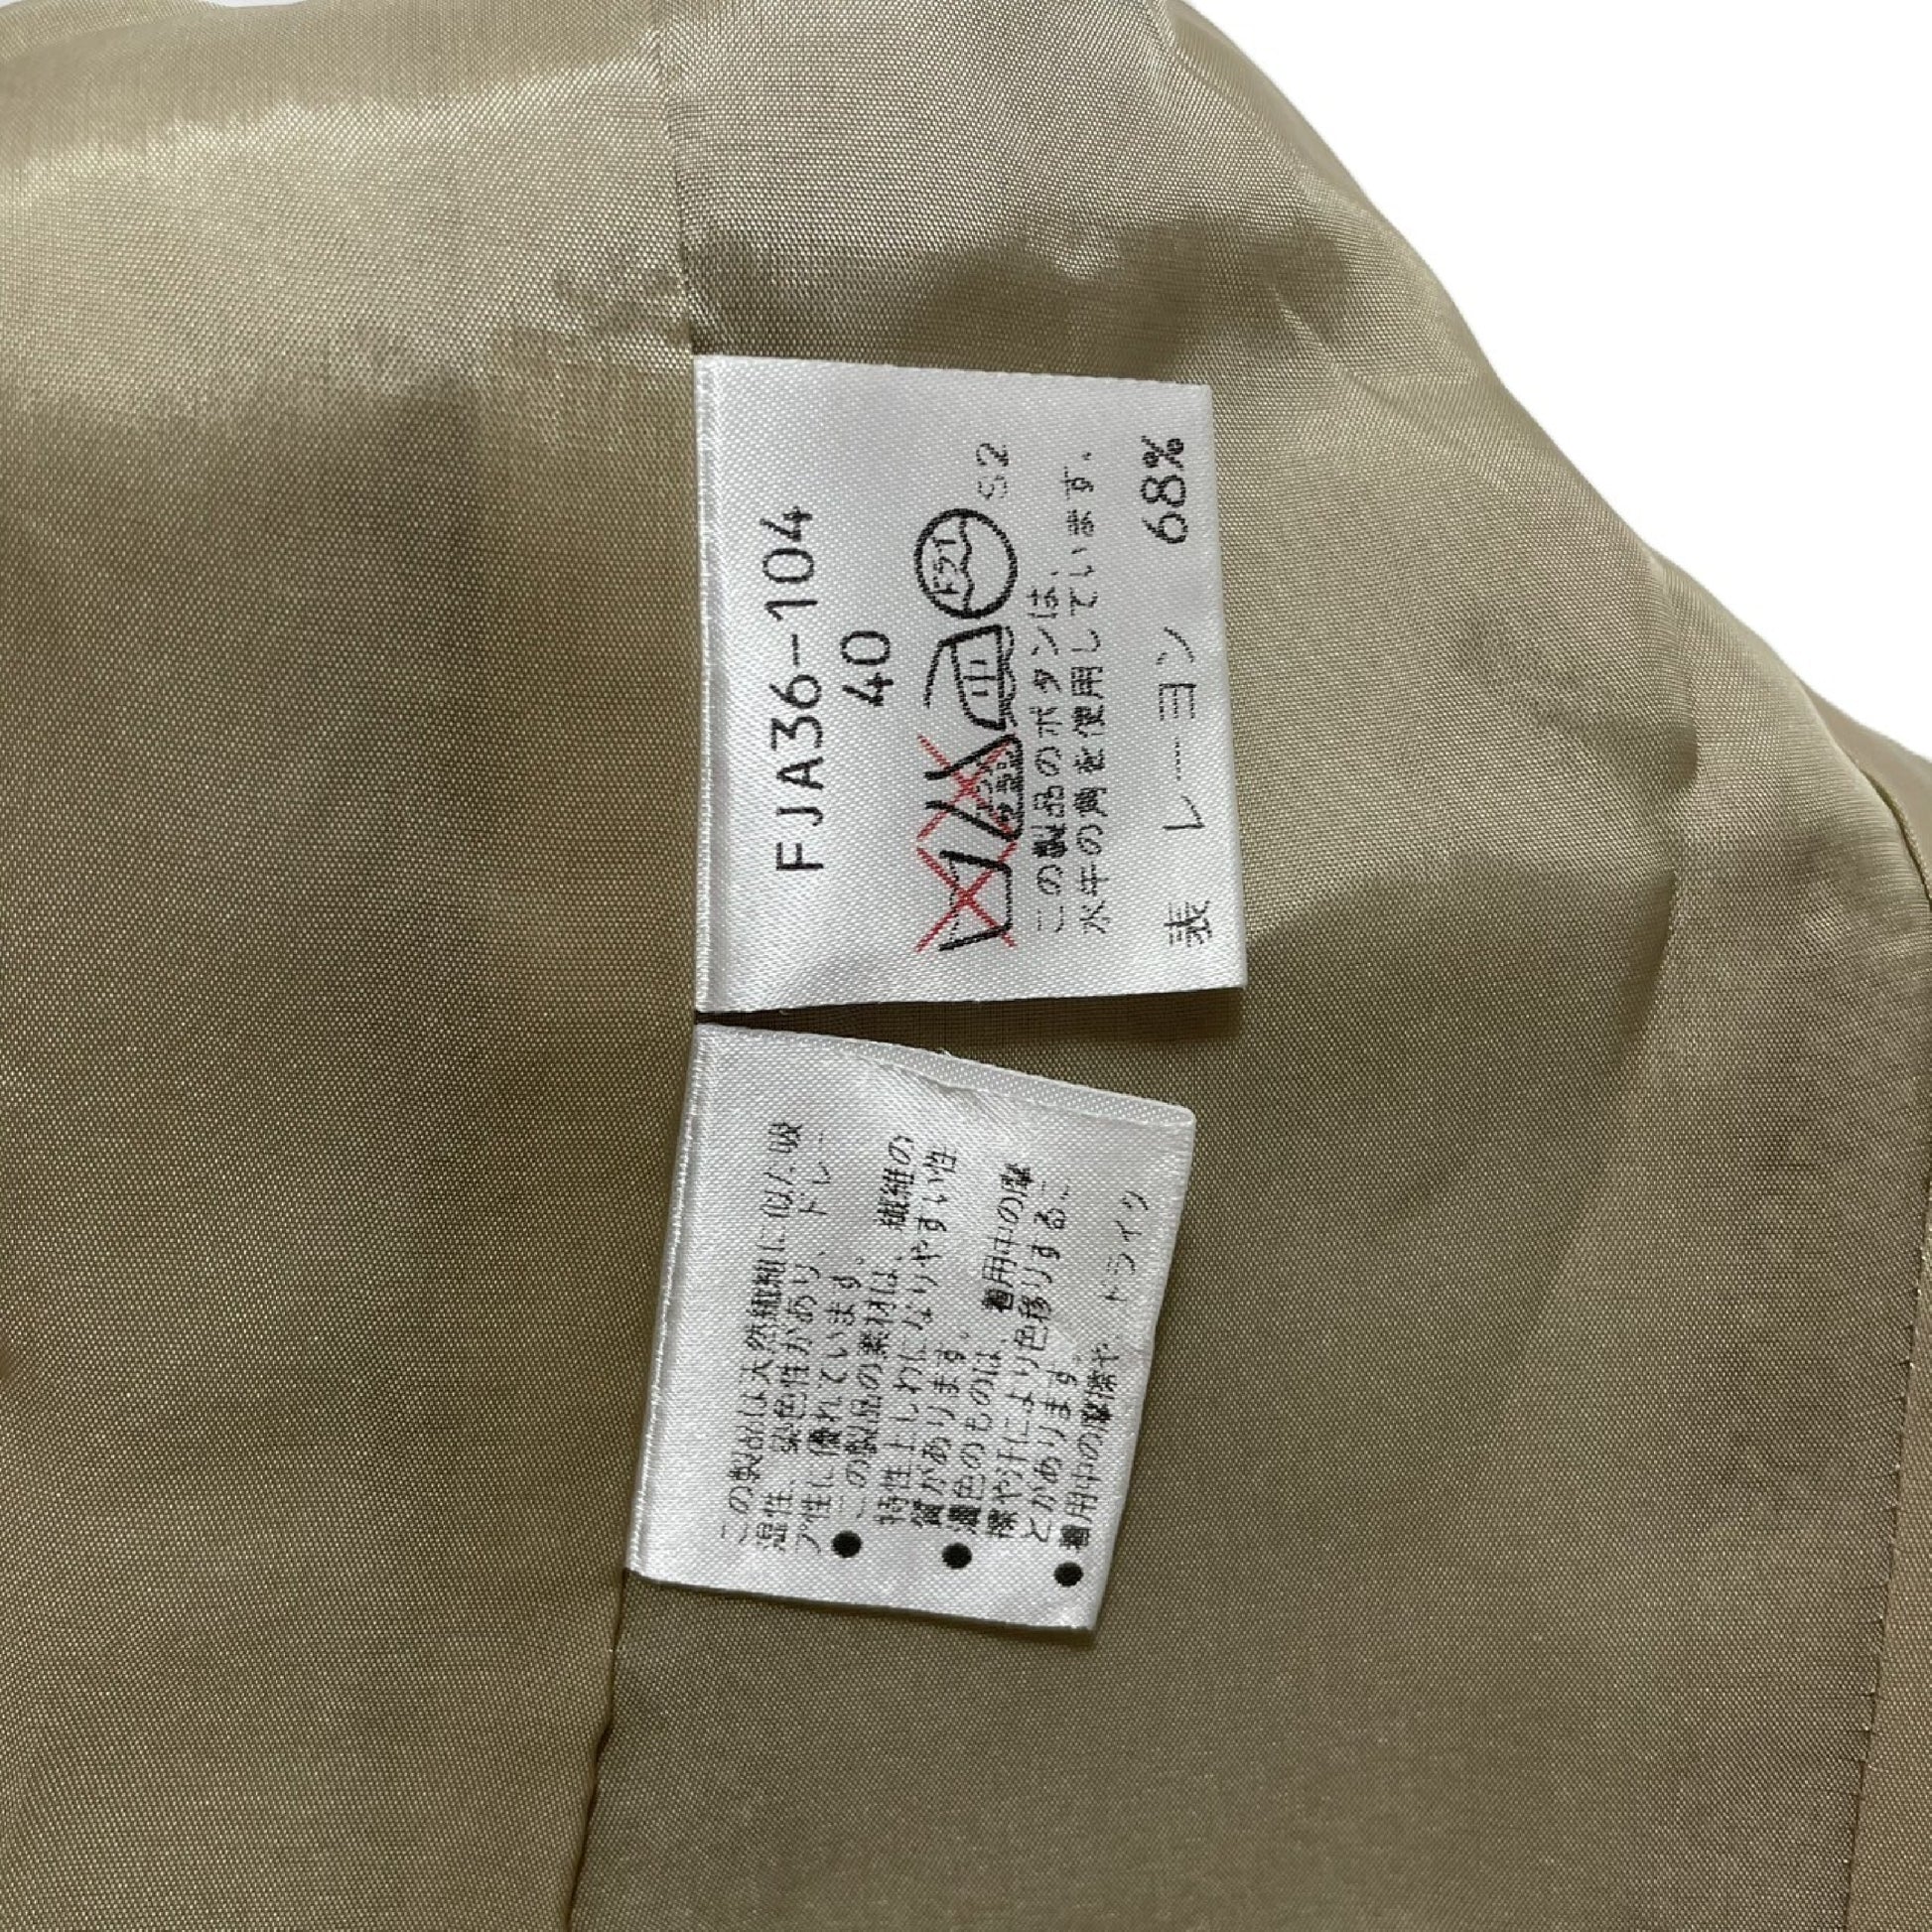 FJA36-104
40
ドライ S2
この製品のボタンは、
水牛の角を使用しています。
表 レーヨン 68%
この製品は天然繊維に似た吸
湿性、染色性があり、ドレー
プ性に優れています。
●この製品の素材は、繊維の
特性上しわになりやすい性
質があります。
●濃色のものは、着用中の摩
擦や汗により色移りするこ
とがあります。
●着用中の摩擦や、ドライク